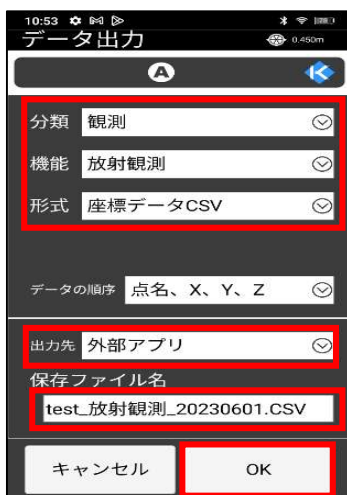 10:53
データ出力
0.450m
A
分類 観測
機能 放射観測
形式 座標データCSV
データの順序 点名、X、Y、Z
出力先 外部アプリ
保存ファイル名
test_放射観測_20230601.CSV
キャンセル OK